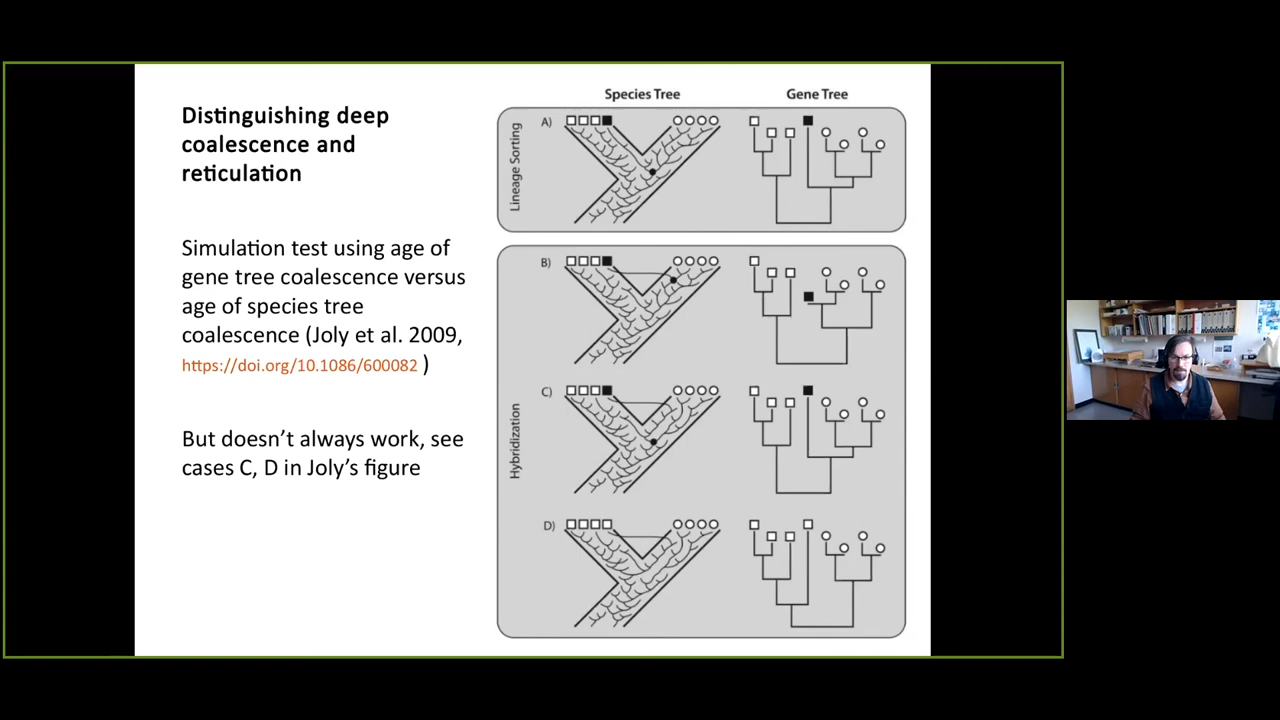 Distinguishing deep
coalescence and
reticulation
Simulation test using age of
gene tree coalescence versus
age of species tree
coalescence (Joly et al. 2009,
https://doi.org/10.1086/600082 )
But doesn’t always work, see
cases C, D in Joly’s figure
Species Tree
Gene Tree
Lineage Sorting
A)
Hybridization
B)
C)
D)